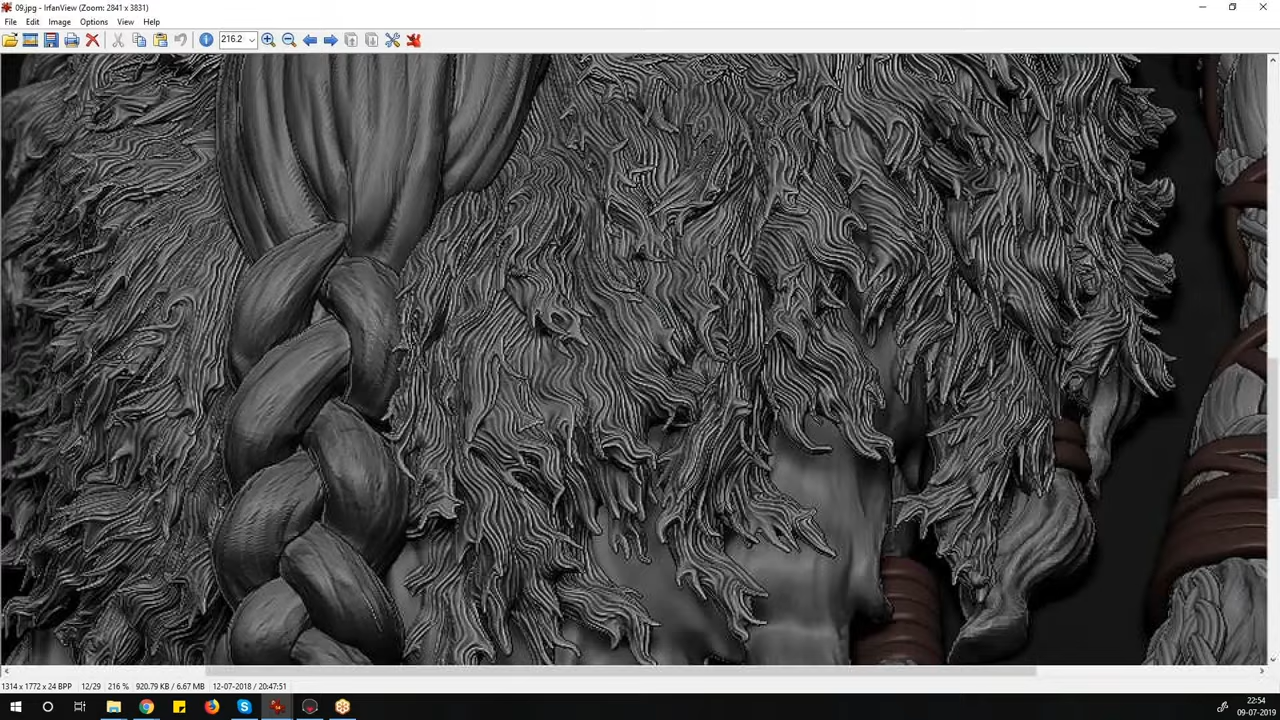 09.jpg - IrfanView (Zoom: 2841 x 3831)
File Edit Image Options View Help
216.2
1314 x 1772 x 24 BPP 12/29 216 % 920.79 KB / 6.67 MB 12-07-2018 / 20:47:51
22:54
09-07-2019